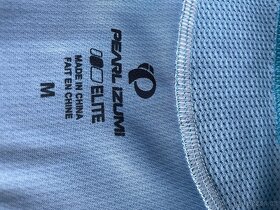 PEARL IZUMI
ELITE
MADE IN CHINA
FAIT EN CHINE
M